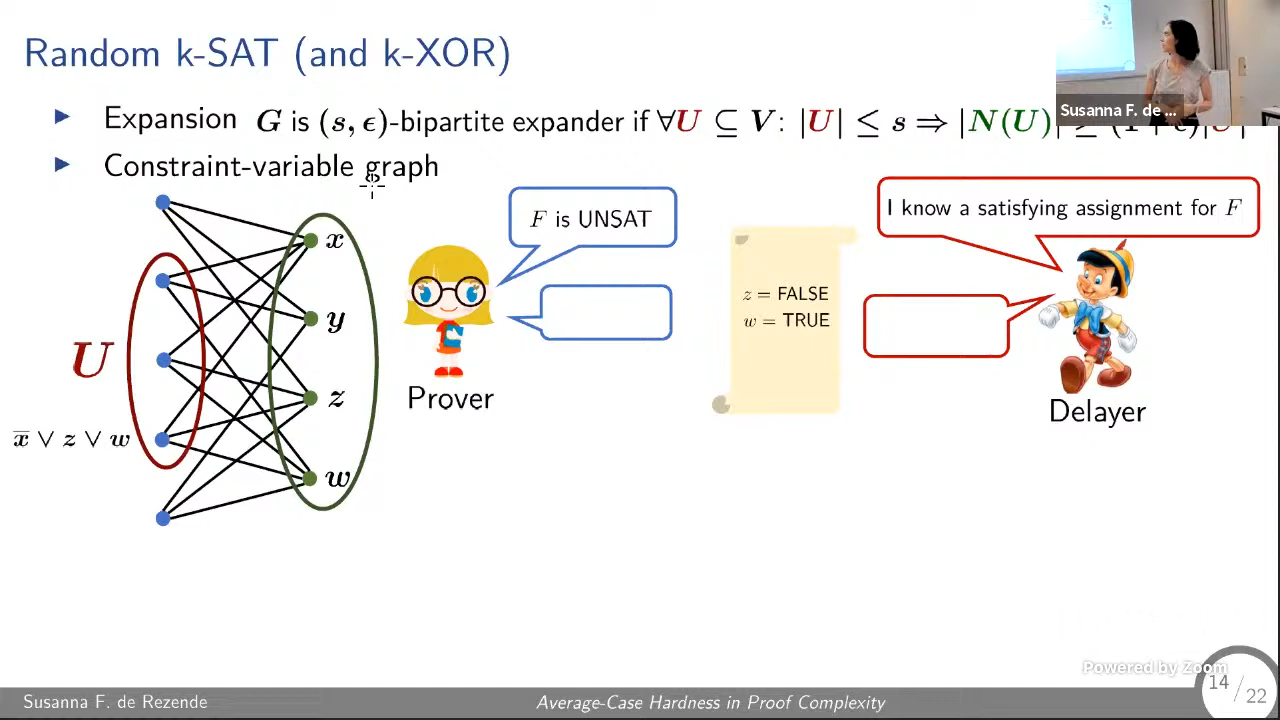 Random k-SAT (and k-XOR)
Susanna F. de ...
▶ Expansion G is (s, ϵ)-bipartite expander if ∀U ⊆ V: |U| ≤ s ⇒ |N(U)|
▶ Constraint-variable graph
F is UNSAT
I know a satisfying assignment for F
x
y
z
w
U
x̄ ∨ z ∨ w
z = FALSE
w = TRUE
Prover
Delayer
Powered by Zoom
Susanna F. de Rezende
Average-Case Hardness in Proof Complexity
14/22